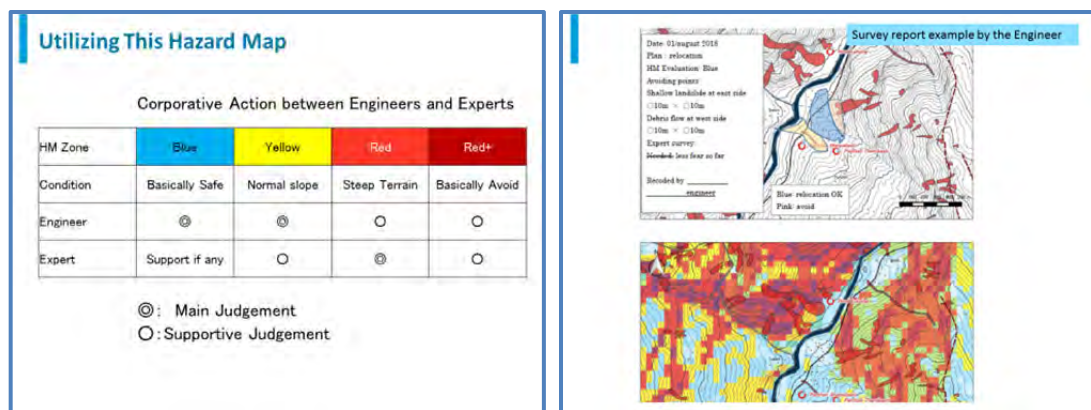 Utilizing This Hazard Map
Corporative Action between Engineers and Experts
HM Zone Blue Yellow Red Red+
Condition Basically Safe Normal slope Steep Terrain Basically Avoid
Engineer ◎ ◎ ○ ○
Expert Support if any ○ ◎ ○
◎: Main Judgement
○: Supportive Judgement
Survey report example by the Engineer
Date: 01/august 2018
Plan : relocation
HM Evaluation: Blue
Avoiding points:
Shallow landslide at east side
○10m × ○10m
Debris flow at west side
○10m × ○10m
Expert survey:
Needed: less fear so far
Recoded by
engineer
Blue: relocation OK
Pink: avoid